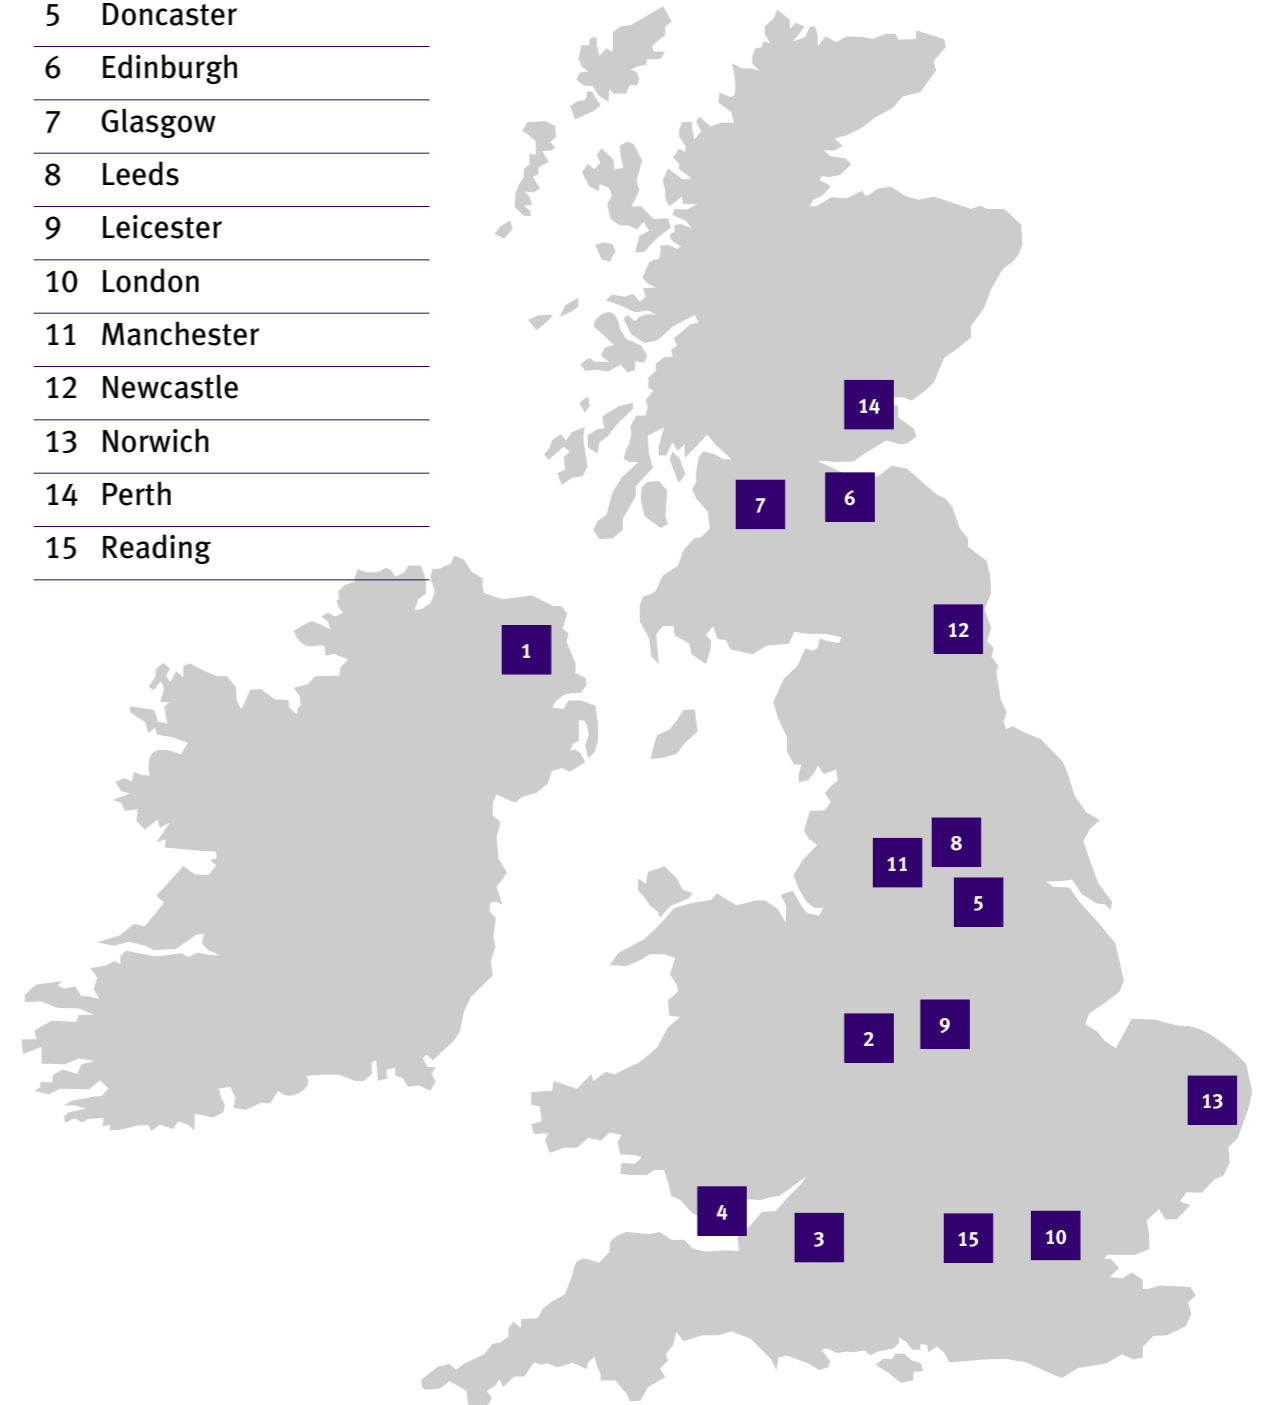 5 Doncaster
6 Edinburgh
7 Glasgow
8 Leeds
9 Leicester
10 London
11 Manchester
12 Newcastle
13 Norwich
14 Perth
15 Reading
14
7
6
12
1
8
11
5
9
2
13
4
3
15
10